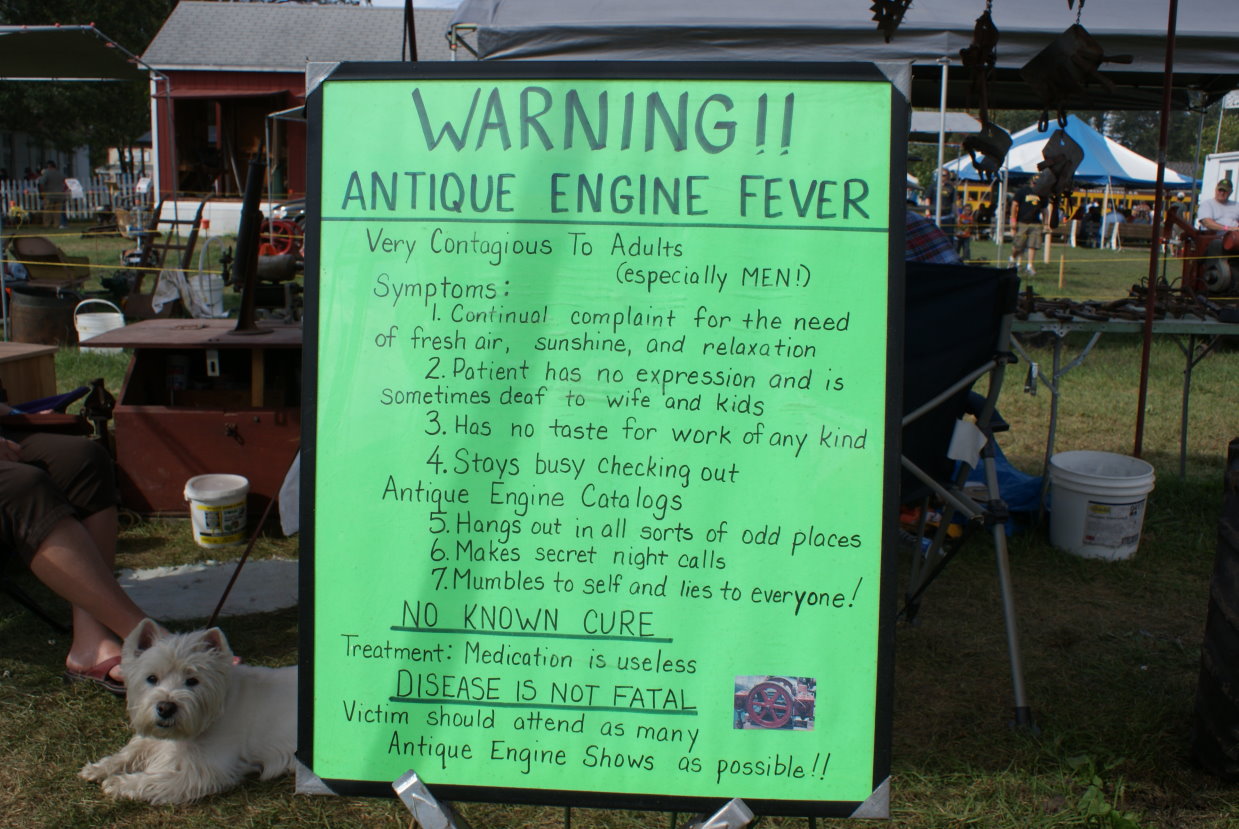 WARNING!!
ANTIQUE ENGINE FEVER
Very Contagious To Adults
(especially MEN!)
Symptoms:
1. Continual complaint for the need
of fresh air, sunshine, and relaxation
2. Patient has no expression and is
sometimes deaf to wife and kids
3. Has no taste for work of any kind
4. Stays busy checking out
Antique Engine Catalogs
5. Hangs out in all sorts of odd places
6. Makes secret night calls
7. Mumbles to self and lies to everyone!
NO KNOWN CURE
Treatment: Medication is useless
DISEASE IS NOT FATAL
Victim should attend as many
Antique Engine Shows as possible!!